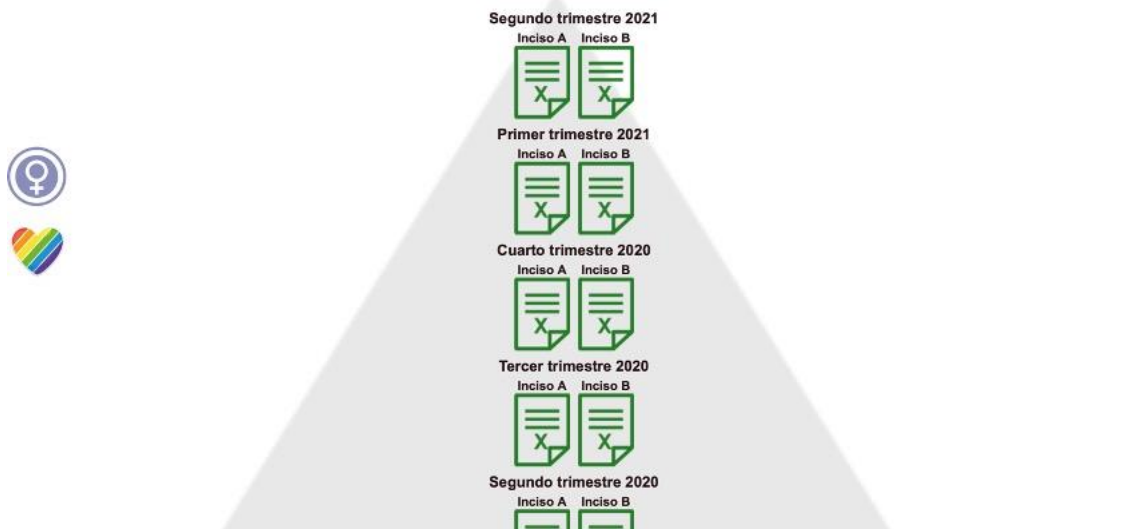 Segundo trimestre 2021
Inciso A Inciso B
X X
Primer trimestre 2021
Inciso A Inciso B
X X
Cuarto trimestre 2020
Inciso A Inciso B
X X
Tercer trimestre 2020
Inciso A Inciso B
X X
Segundo trimestre 2020
Inciso A Inciso B